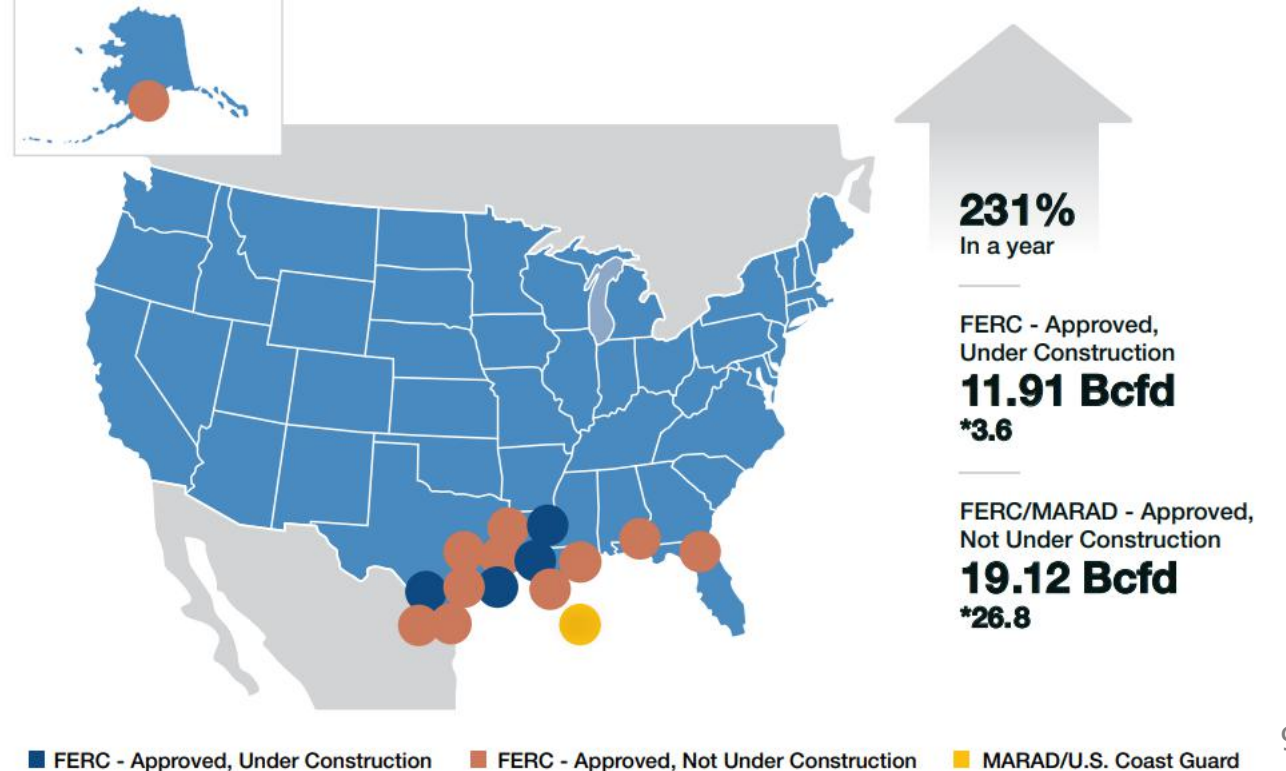 231%
In a year
FERC - Approved,
Under Construction
11.91 Bcfd
*3.6
FERC/MARAD - Approved,
Not Under Construction
19.12 Bcfd
*26.8
FERC - Approved, Under Construction
FERC - Approved, Not Under Construction
MARAD/U.S. Coast Guard